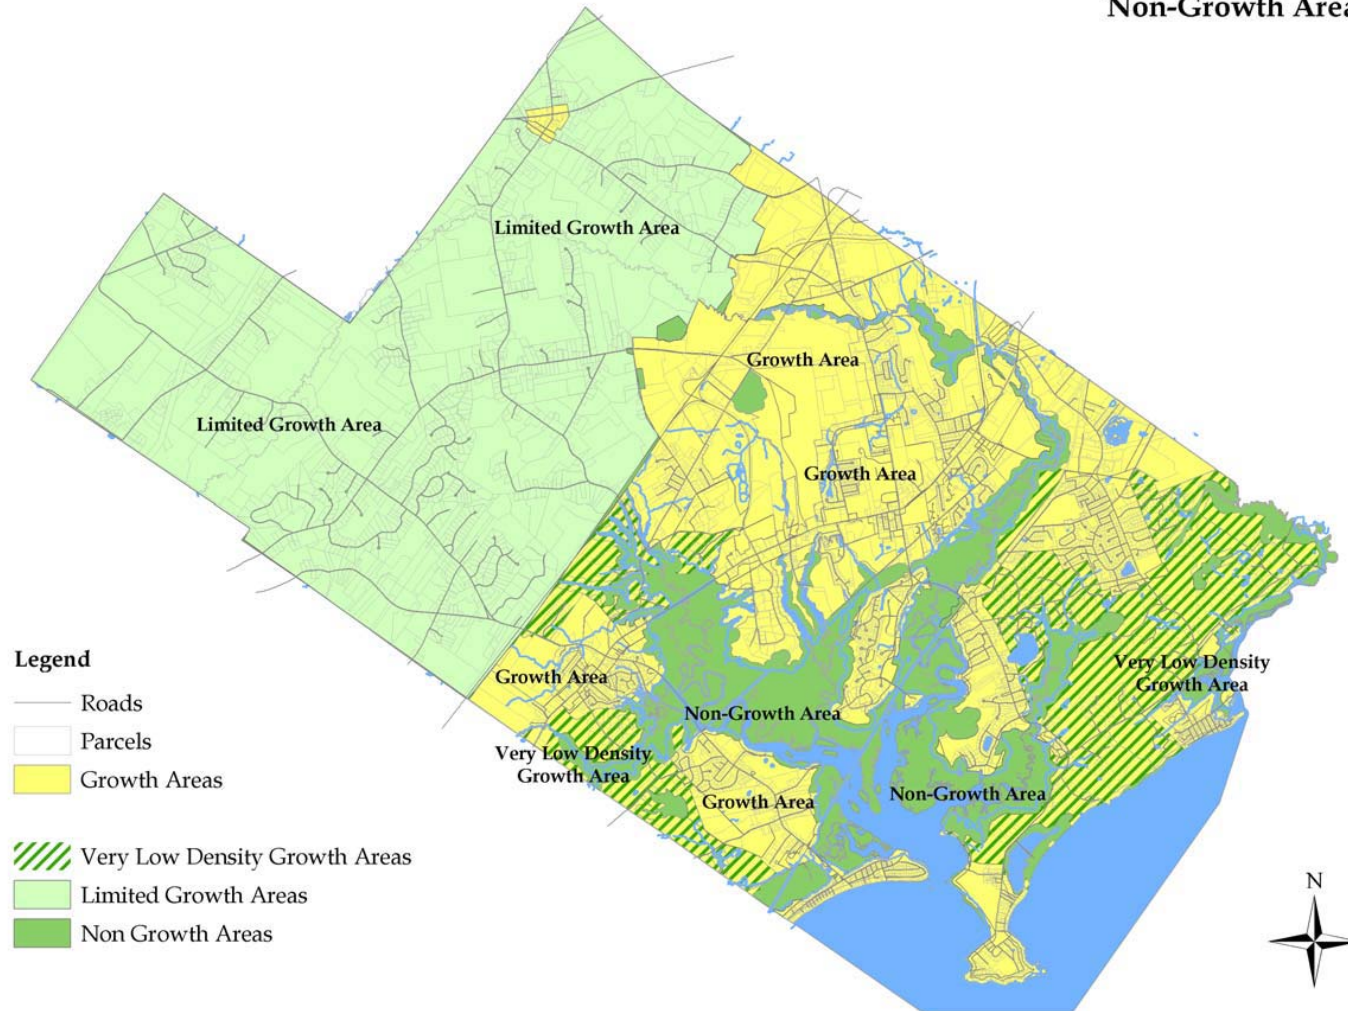 Non-Growth Area
Limited Growth Area
Growth Area
Limited Growth Area
Growth Area
Very Low Density
Growth Area
Growth Area
Non-Growth Area
Very Low Density
Growth Area
Growth Area
Non-Growth Area
Legend
Roads
Parcels
Growth Areas
Very Low Density Growth Areas
Limited Growth Areas
Non Growth Areas
N